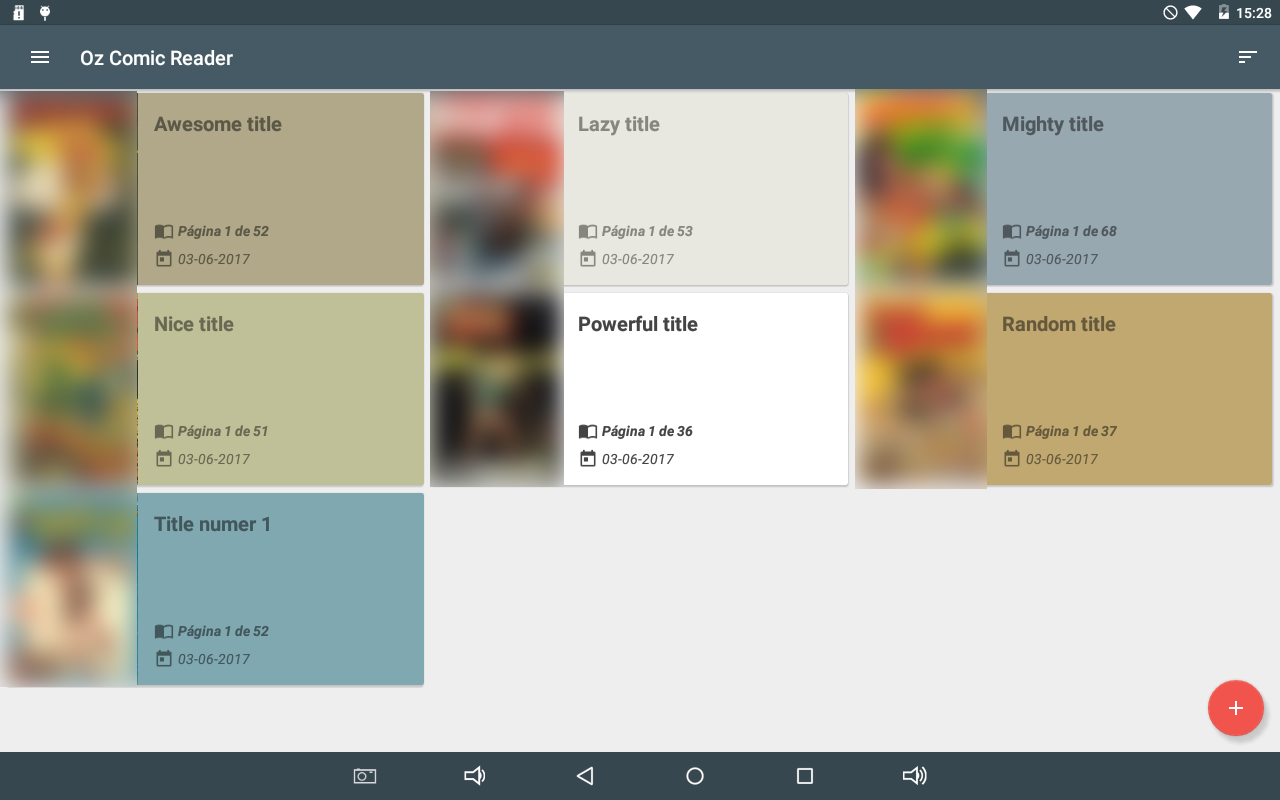 15:28
Oz Comic Reader
Awesome title
Página 1 de 52
03-06-2017
Lazy title
Página 1 de 53
03-06-2017
Mighty title
Página 1 de 68
03-06-2017
Nice title
Página 1 de 51
03-06-2017
Powerful title
Página 1 de 36
03-06-2017
Random title
Página 1 de 37
03-06-2017
Title numer 1
Página 1 de 52
03-06-2017